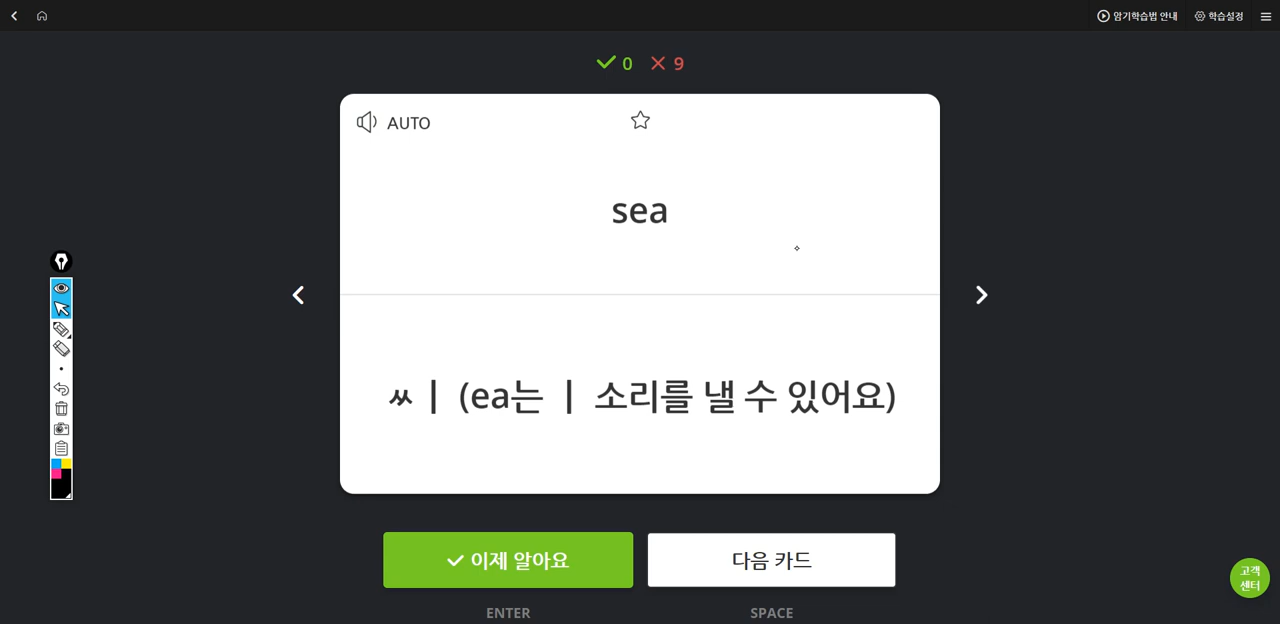 암기학습법 안내
학습설정
0
9
AUTO
sea
ㅆㅣ (ea는 ㅣ 소리를 낼 수 있어요)
이제 알아요
다음 카드
ENTER
SPACE
고객
센터